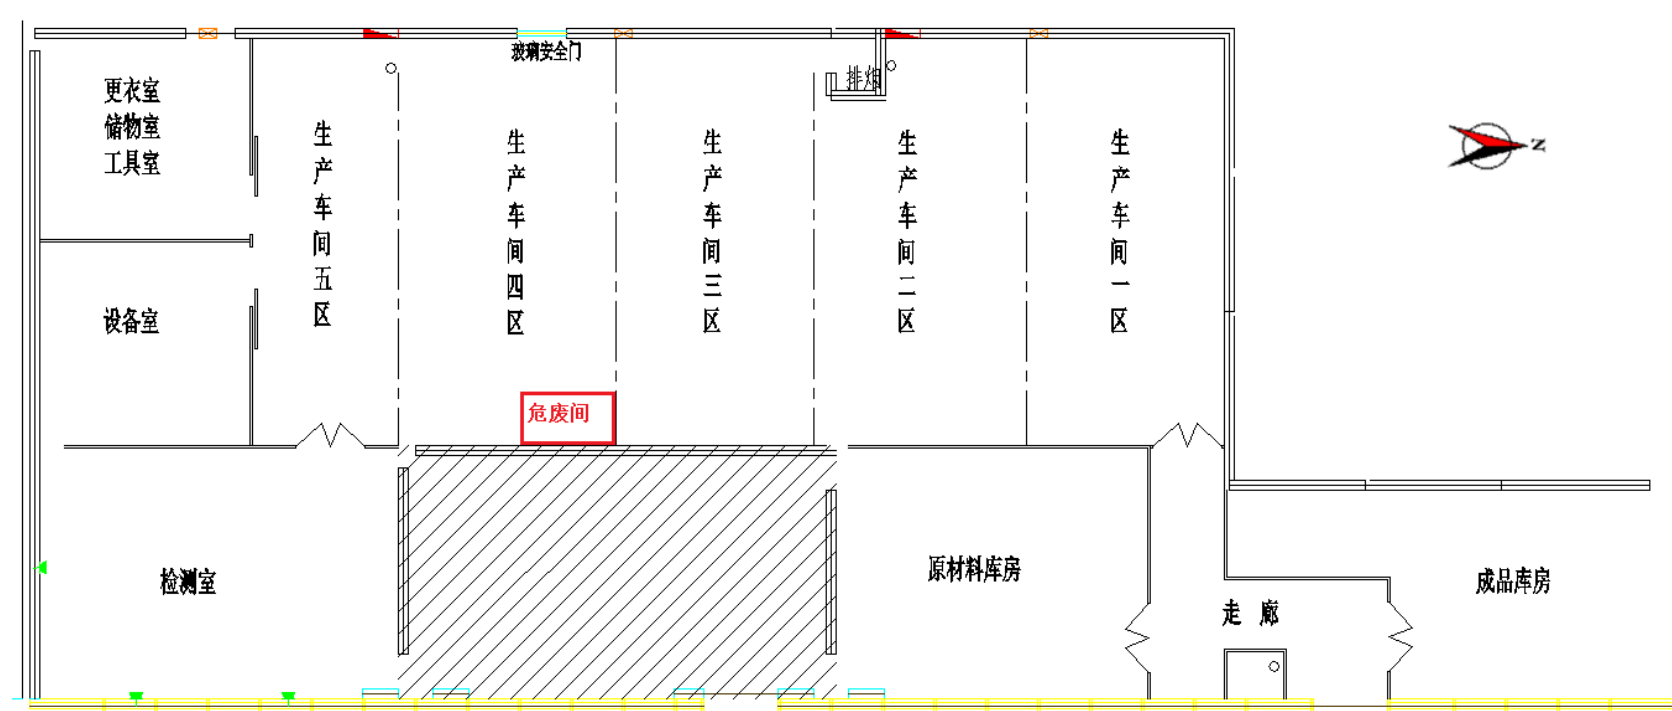 玻璃安全门
更衣室
储物室
工具室
排烟
生产车间五区
生产车间四区
生产车间三区
生产车间二区
生产车间一区
N
设备室
危废间
检测室
原材料库房
成品库房
走廊